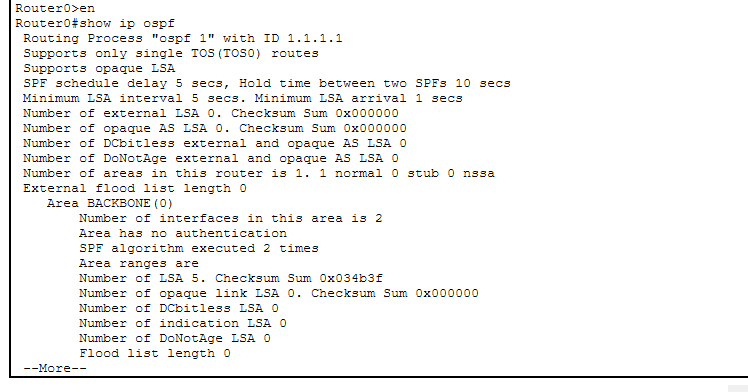 Router0>en
Router0#show ip ospf
Routing Process "ospf 1" with ID 1.1.1.1
Supports only single TOS(TOS0) routes
Supports opaque LSA
SPF schedule delay 5 secs, Hold time between two SPFs 10 secs
Minimum LSA interval 5 secs. Minimum LSA arrival 1 secs
Number of external LSA 0. Checksum Sum 0x000000
Number of opaque AS LSA 0. Checksum Sum 0x000000
Number of DCbitless external and opaque AS LSA 0
Number of DoNotAge external and opaque AS LSA 0
Number of areas in this router is 1. 1 normal 0 stub 0 nssa
External flood list length 0
Area BACKBONE(0)
Number of interfaces in this area is 2
Area has no authentication
SPF algorithm executed 2 times
Area ranges are
Number of LSA 5. Checksum Sum 0x034b3f
Number of opaque link LSA 0. Checksum Sum 0x000000
Number of DCbitless LSA 0
Number of indication LSA 0
Number of DoNotAge LSA 0
Flood list length 0
--More--